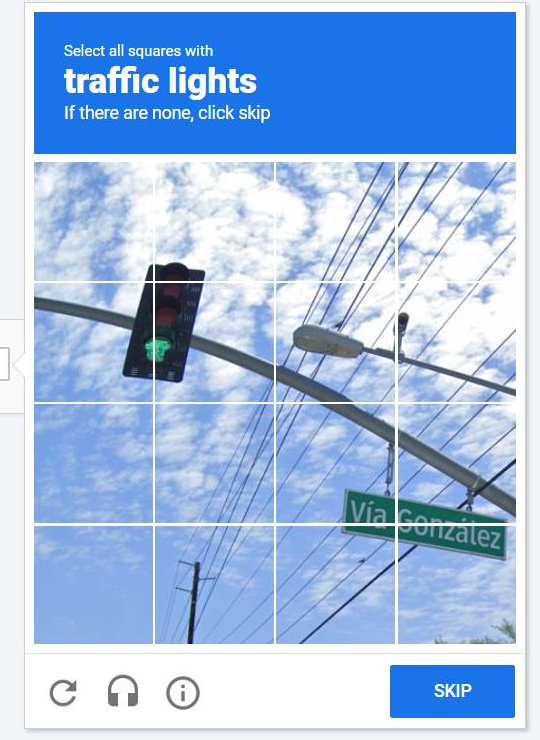 Select all squares with
traffic lights
If there are none, click skip
Vía González
SKIP